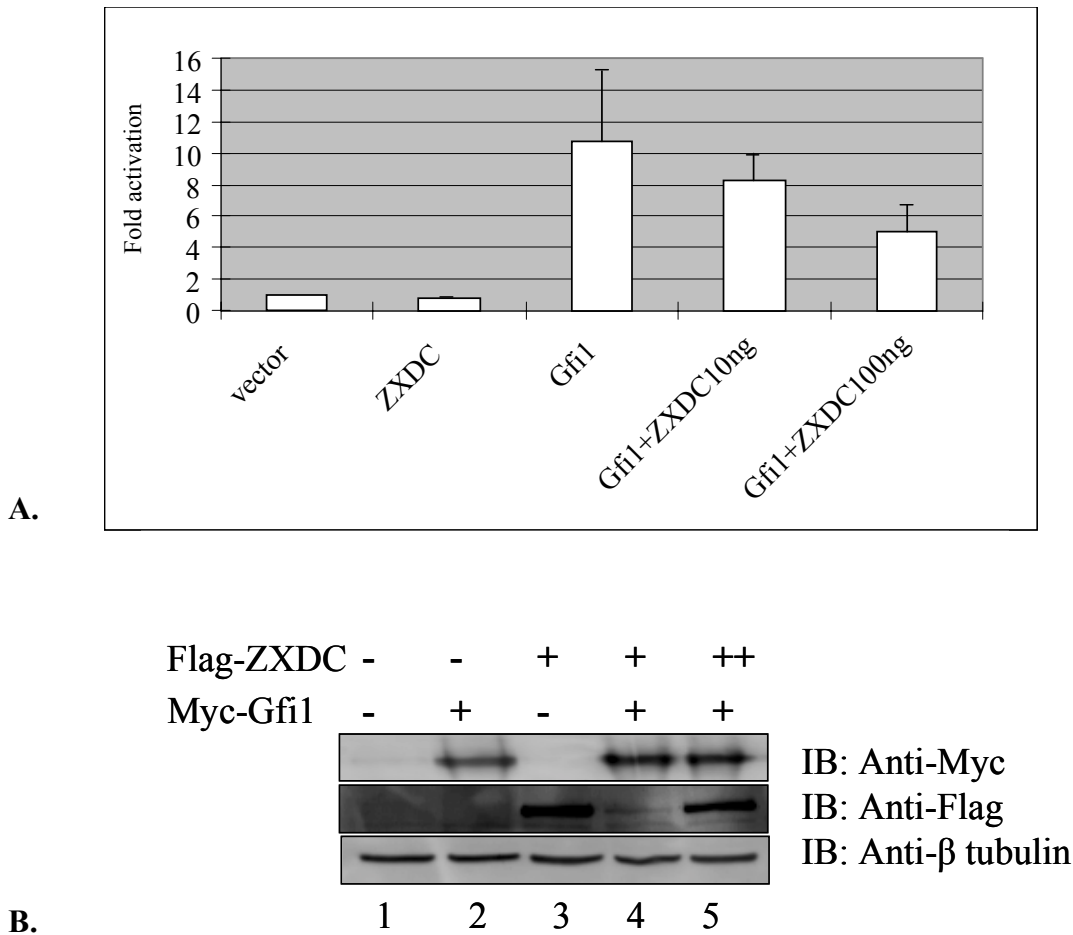 16
14
12
10
8
6
4
2
0
Fold activation
vector
ZXDC
Gfi1
Gfi1+ZXDC10ng
Gfi1+ZXDC100ng
A.
Flag-ZXDC - - + + ++
Myc-Gfi1 - + - + +
IB: Anti-Myc
IB: Anti-Flag
IB: Anti-β tubulin
1 2 3 4 5
B.